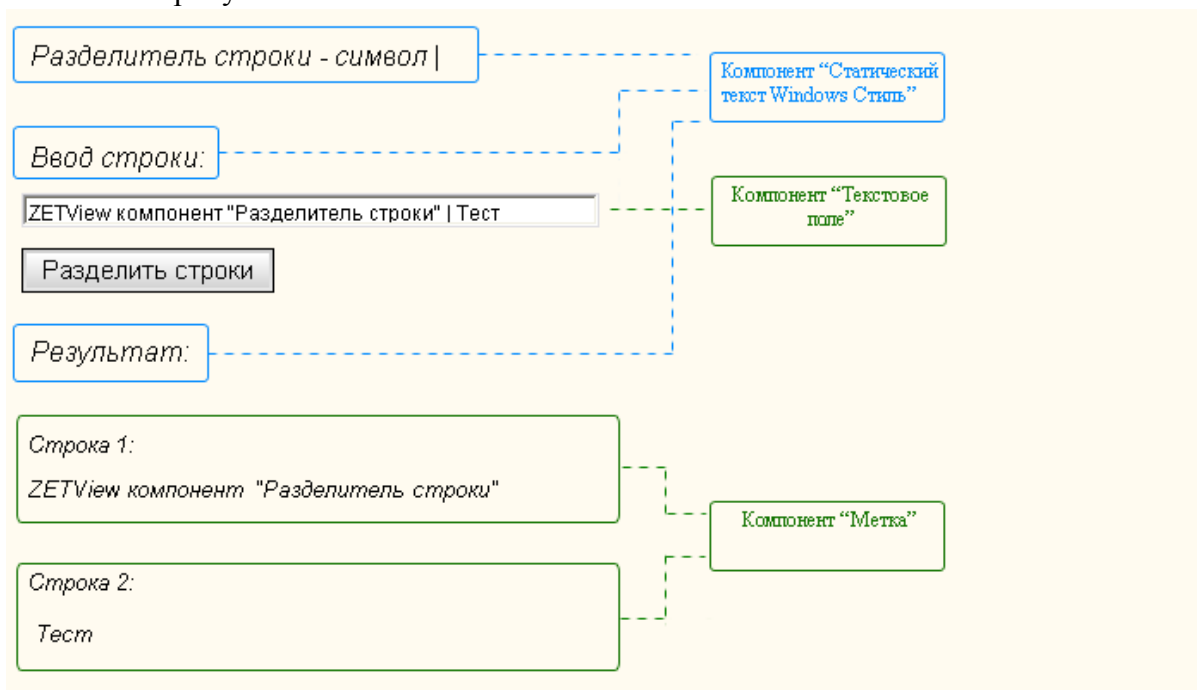 Разделитель строки - символ |
Компонент “Статический
текст Windows Стиль”
Ввод строки:
ZETView компонент "Разделитель строки" | Тест
Компонент “Текстовое
поле”
Разделить строки
Результат:
Строка 1:
ZETView компонент "Разделитель строки"
Компонент “Метка”
Строка 2:
Тест